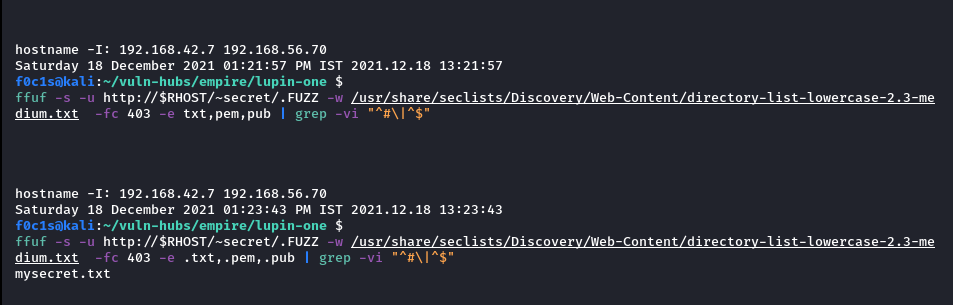 hostname -I: 192.168.42.7 192.168.56.70
Saturday 18 December 2021 01:21:57 PM IST 2021.12.18 13:21:57
f0c1s@kali:~/vuln-hubs/empire/lupin-one $
ffuf -s -u http://$RHOST/~secret/.FUZZ -w /usr/share/seclists/Discovery/Web-Content/directory-list-lowercase-2.3-me
dium.txt  -fc 403 -e txt,pem,pub | grep -vi "^#\|^$"
hostname -I: 192.168.42.7 192.168.56.70
Saturday 18 December 2021 01:23:43 PM IST 2021.12.18 13:23:43
f0c1s@kali:~/vuln-hubs/empire/lupin-one $
ffuf -s -u http://$RHOST/~secret/.FUZZ -w /usr/share/seclists/Discovery/Web-Content/directory-list-lowercase-2.3-me
dium.txt  -fc 403 -e .txt,.pem,.pub | grep -vi "^#\|^$"
mysecret.txt